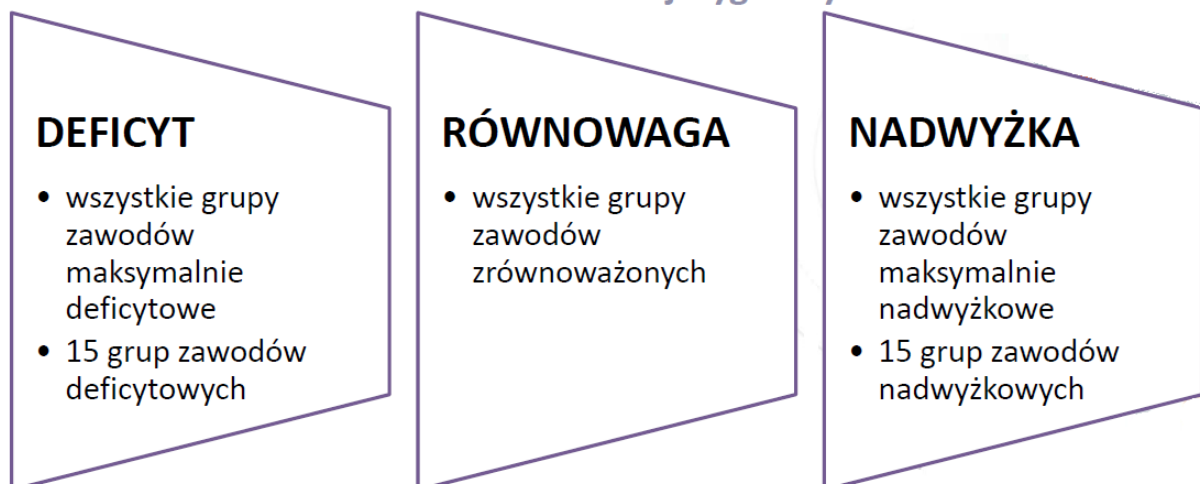 DEFICYT
• wszystkie grupy
zawodów
maksymalnie
deficytowe
• 15 grup zawodów
deficytowych
RÓWNOWAGA
• wszystkie grupy
zawodów
zrównoważonych
NADWYŻKA
• wszystkie grupy
zawodów
maksymalnie
nadwyżkowe
• 15 grup zawodów
nadwyżkowych